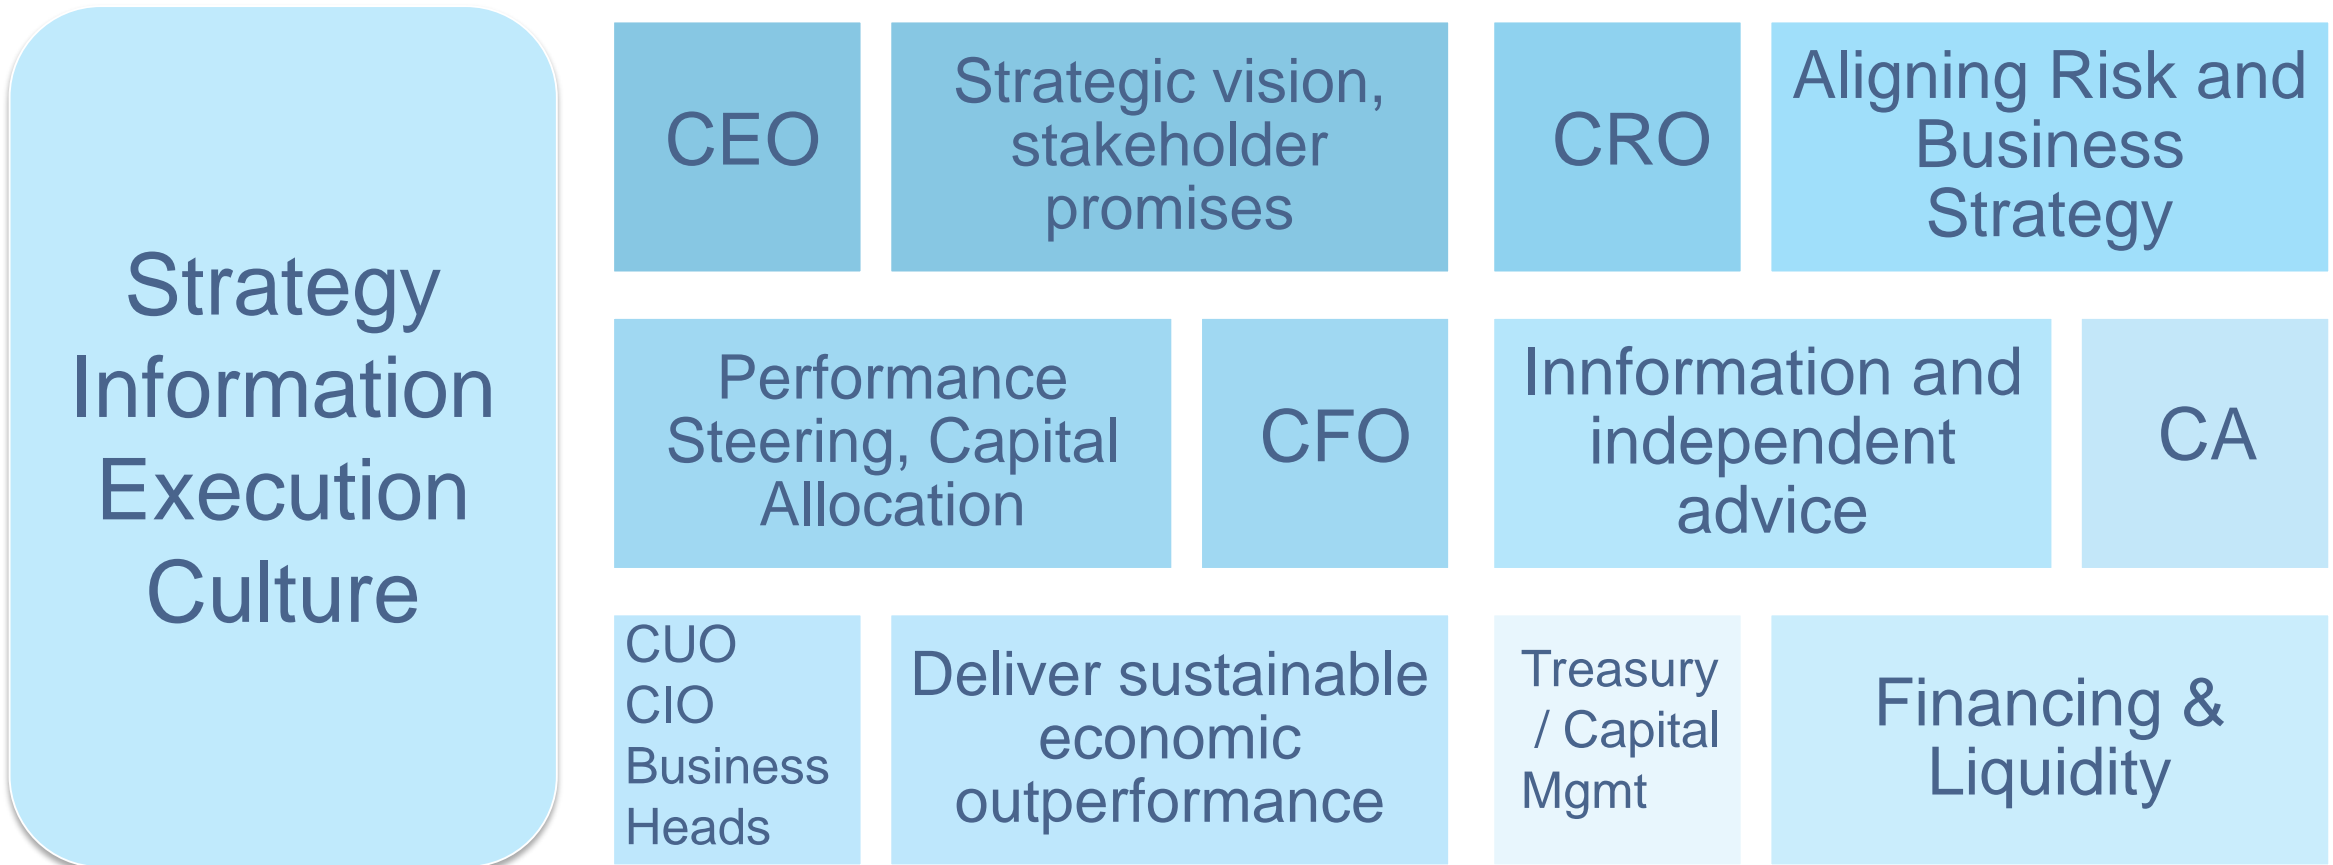 Strategy
Information
Execution
Culture
CEO
Strategic vision,
stakeholder
promises
CRO
Aligning Risk and
Business
Strategy
Performance
Steering, Capital
Allocation
CFO
Innformation and
independent
advice
CA
CUO
CIO
Business
Heads
Deliver sustainable
economic
outperformance
Treasury
/ Capital
Mgmt
Financing &
Liquidity